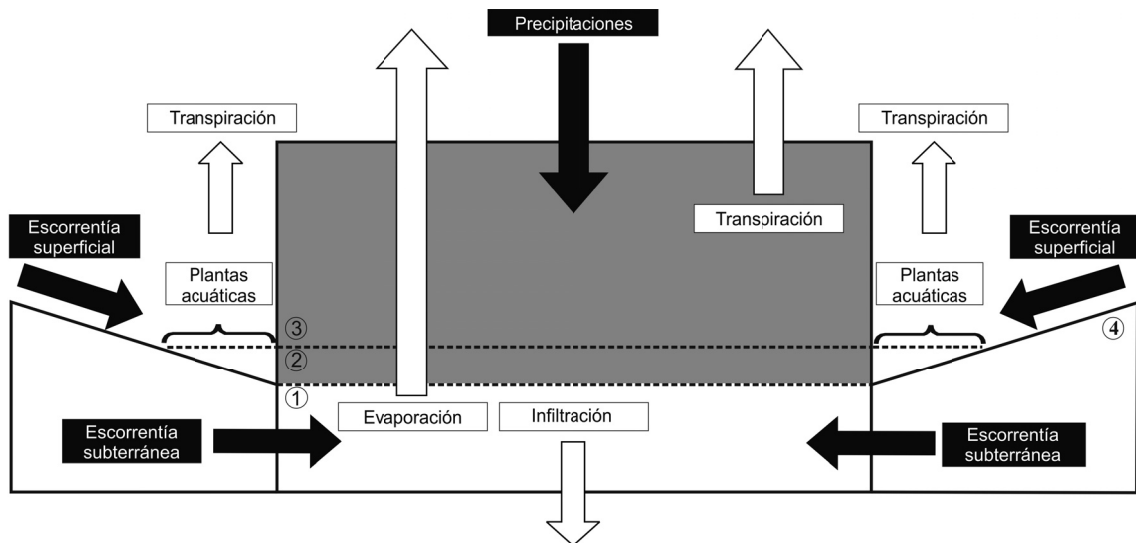 Precipitaciones
Transpiración
Transpiración
Transpiración
Escorrentía
superficial
Escorrentía
superficial
Plantas
acuáticas
Plantas
acuáticas
3
4
2
1
Evaporación
Infiltración
Escorrentía
subterránea
Escorrentía
subterránea